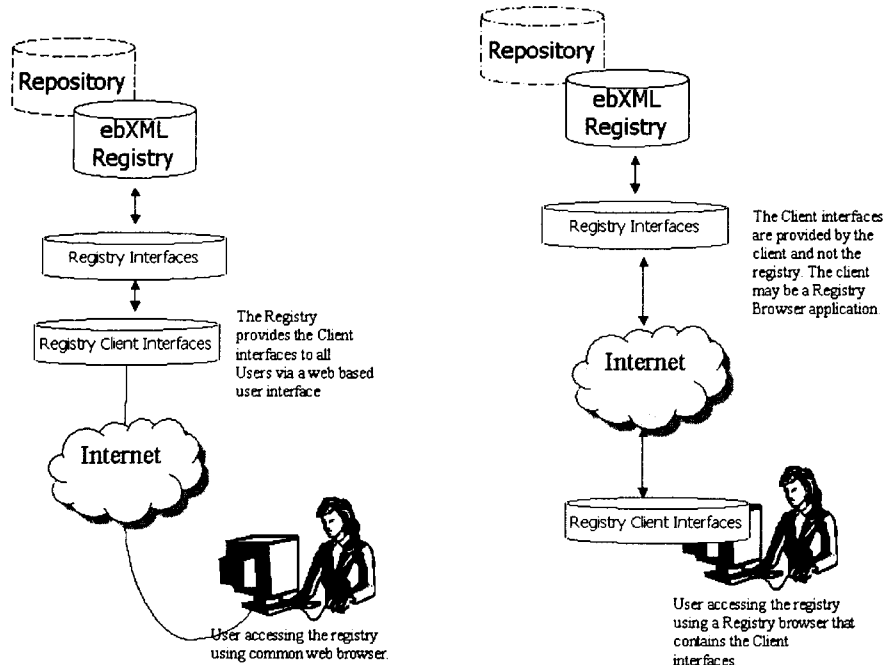 Repository
ebXML
Registry
Registry Interfaces
Registry Client Interfaces
The Registry
provides the Client
interfaces to all
Users via a web based
user interface
Internet
User accessing the registry
using common web browser.
Repository
ebXML
Registry
Registry Interfaces
The Client interfaces
are provided by the
client and not the
registry. The client
may be a Registry
Browser application.
Internet
Registry Client Interfaces
User accessing the registry
using a Registry browser that
contains the Client
interfaces